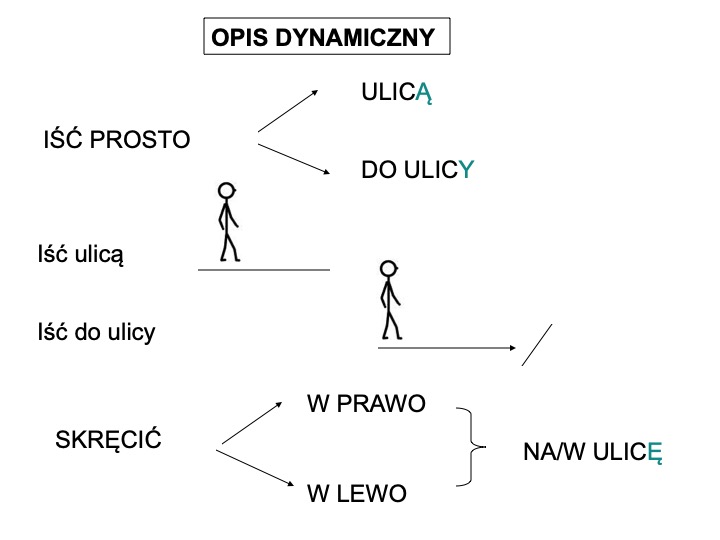 OPIS DYNAMICZNY
ULICĄ
IŚĆ PROSTO
DO ULICY
Iść ulicą
Iść do ulicy
W PRAWO
SKRĘCIĆ
NA/W ULICĘ
W LEWO